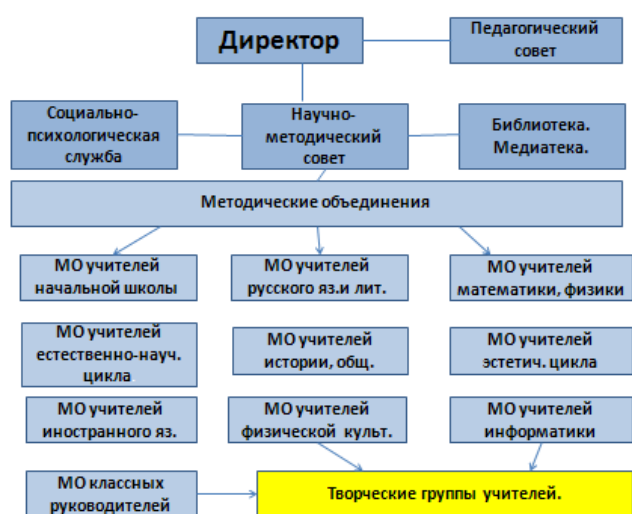 Директор
Педагогический
совет
Социально-
психологическая
служба
Научно-
методический
совет
Библиотека.
Медиатека.
Методические объединения
МО учителей
начальной школы
МО учителей
русского яз.и лит.
МО учителей
математики, физики
МО учителей
естественно-науч.
цикла
МО учителей
истории, общ.
МО учителей
эстетич. цикла
МО учителей
иностранного яз.
МО учителей
физической культ.
МО учителей
информатики
МО классных
руководителей
Творческие группы учителей.